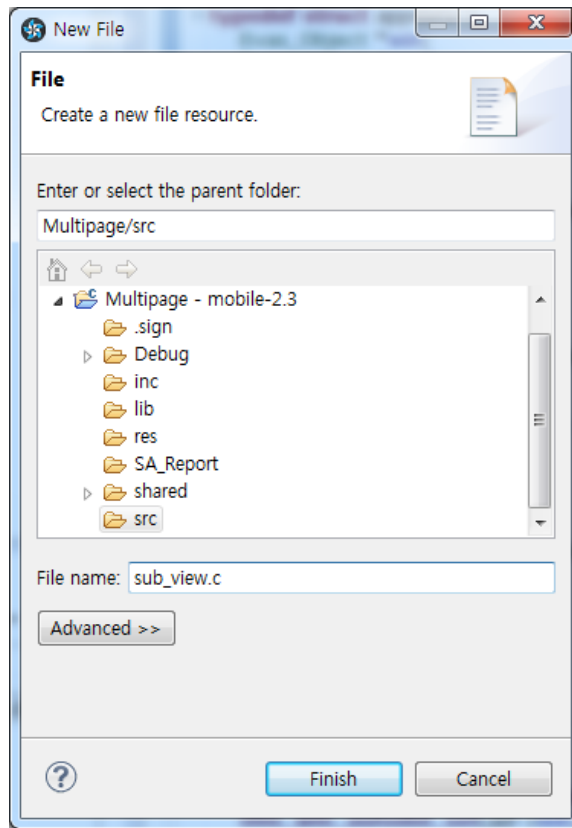 New File
File
Create a new file resource.
Enter or select the parent folder:
Multipage/src
Multipage - mobile-2.3
.sign
Debug
inc
lib
res
SA_Report
shared
src
File name: sub_view.c
Advanced >>
Finish
Cancel